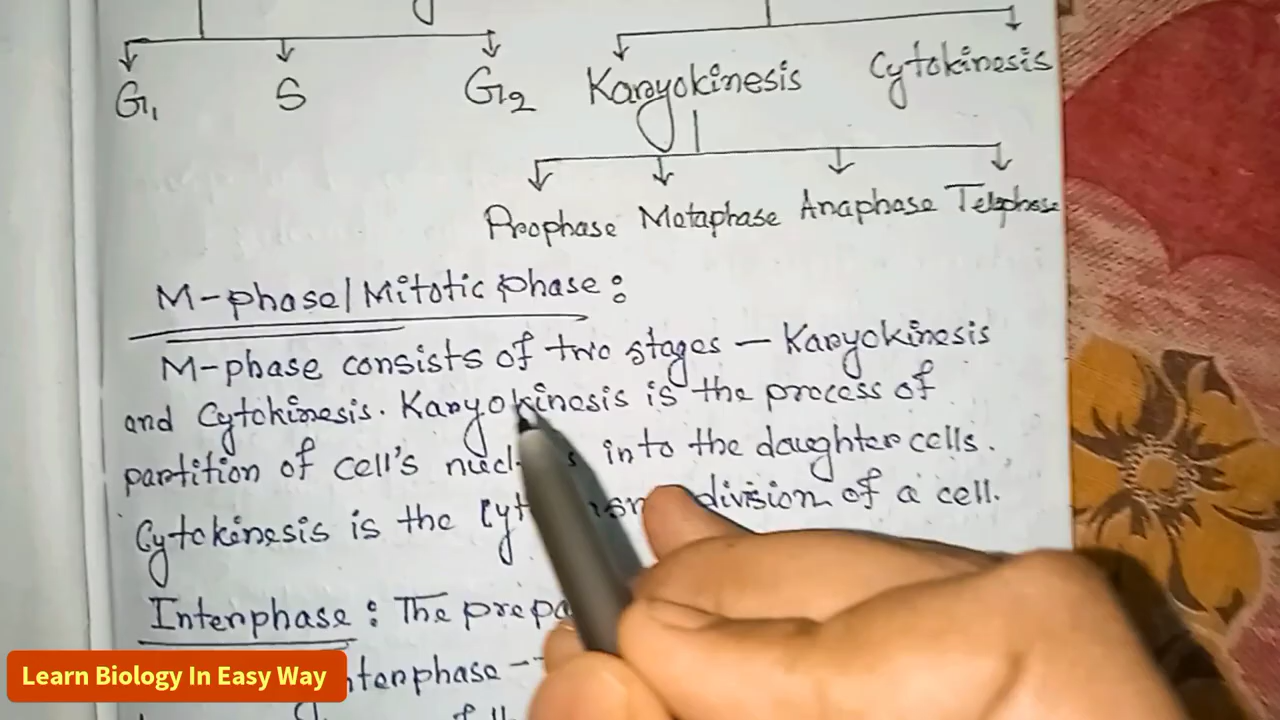 G1 S G2 Karyokinesis Cytokinesis
Prophase Metaphase Anaphase Telophase
M-phase/Mitotic phase:
M-phase consists of two stages – Karyokinesis
and Cytokinesis. Karyokinesis is the process of
partition of cell's into the daughter cells.
Cytokinesis is the division of a cell.
Interphase: The
Interphase –
Learn Biology In Easy Way